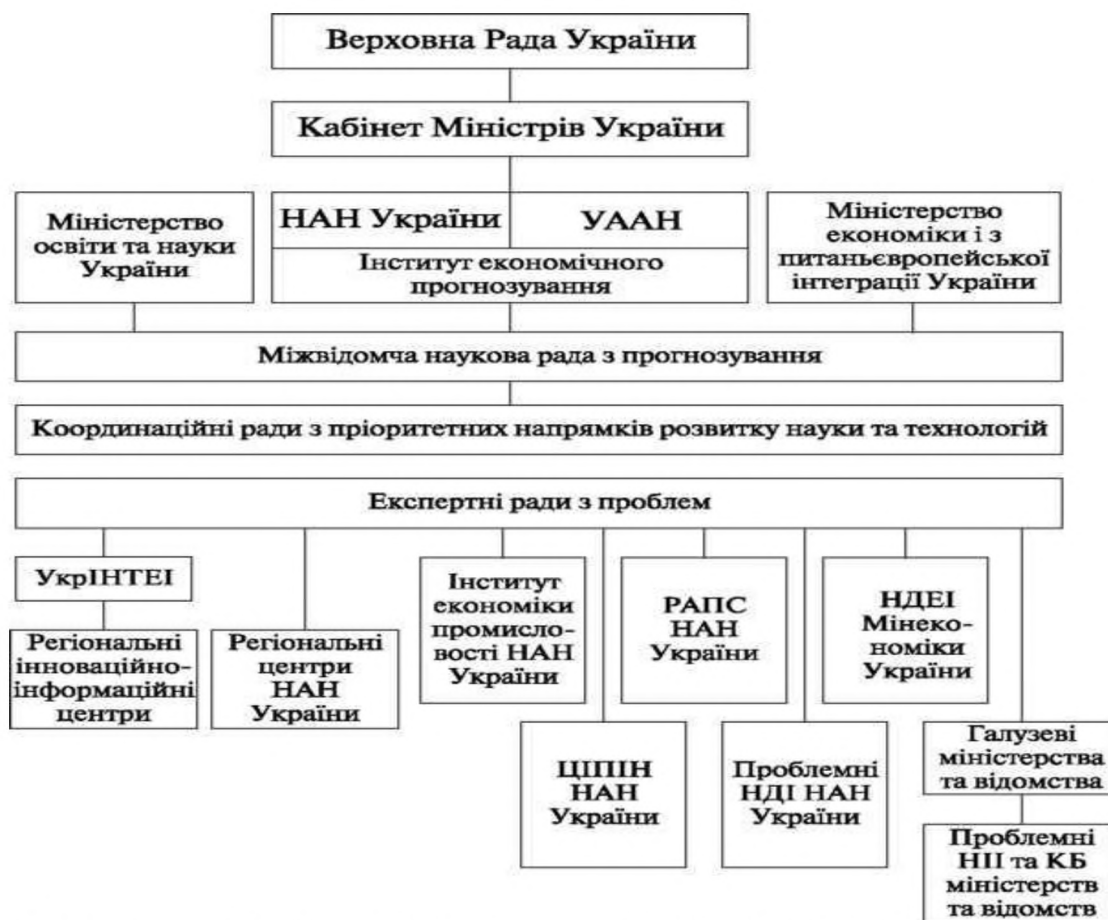 Верховна Рада України
Кабінет Міністрів України
Міністерство
освіти та науки
України
НАН України
УААН
Інститут економічного
прогнозування
Міністерство
економіки і з
питаньєвропейської
інтеграції України
Міжвідомча наукова рада з прогнозування
Координаційні ради з пріоритетних напрямків розвитку науки та технологій
Експертні ради з проблем
УкрІНТЕІ
Регіональні
інноваційно-
інформаційні
центри
Регіональні
центри
НАН
України
Інститут
економіки
промисло-
вості НАН
України
ЦІПІН
НАН
України
РАПС
НАН
України
Проблемні
НДІ НАН
України
НДЕІ
Мінеко-
номіки
України
Галузеві
міністерства
та відомства
Проблемні
НІІ та КБ
міністерств
та відомств